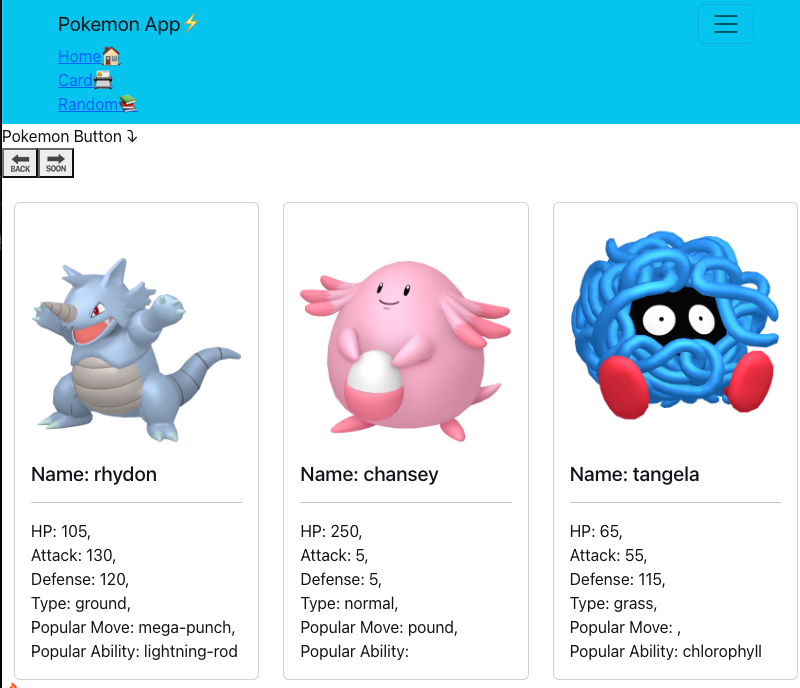 Pokemon App⚡
Home🏠
Card📇
Random📚
Pokemon Button ⤵
BACK SOON
Name: rhydon
HP: 105,
Attack: 130,
Defense: 120,
Type: ground,
Popular Move: mega-punch,
Popular Ability: lightning-rod
Name: chansey
HP: 250,
Attack: 5,
Defense: 5,
Type: normal,
Popular Move: pound,
Popular Ability:
Name: tangela
HP: 65,
Attack: 55,
Defense: 115,
Type: grass,
Popular Move: ,
Popular Ability: chlorophyll